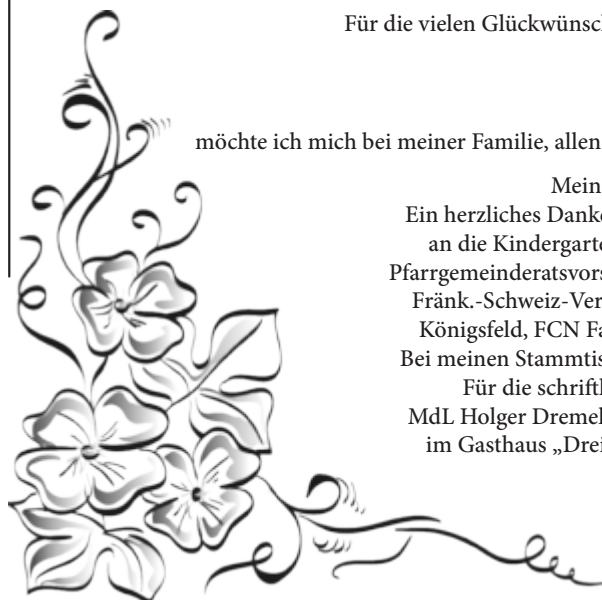 Für die vielen Glückwünsch
möchte ich mich bei meiner Familie, allen
Mein
Ein herzliches Danke
an die Kindergarte
Pfarrgemeinderatsvors
Fränk.-Schweiz-Ver
Königsfeld, FCN Fa
Bei meinen Stammtis
Für die schriftl
MdL Holger Dremel
im Gasthaus „Drei